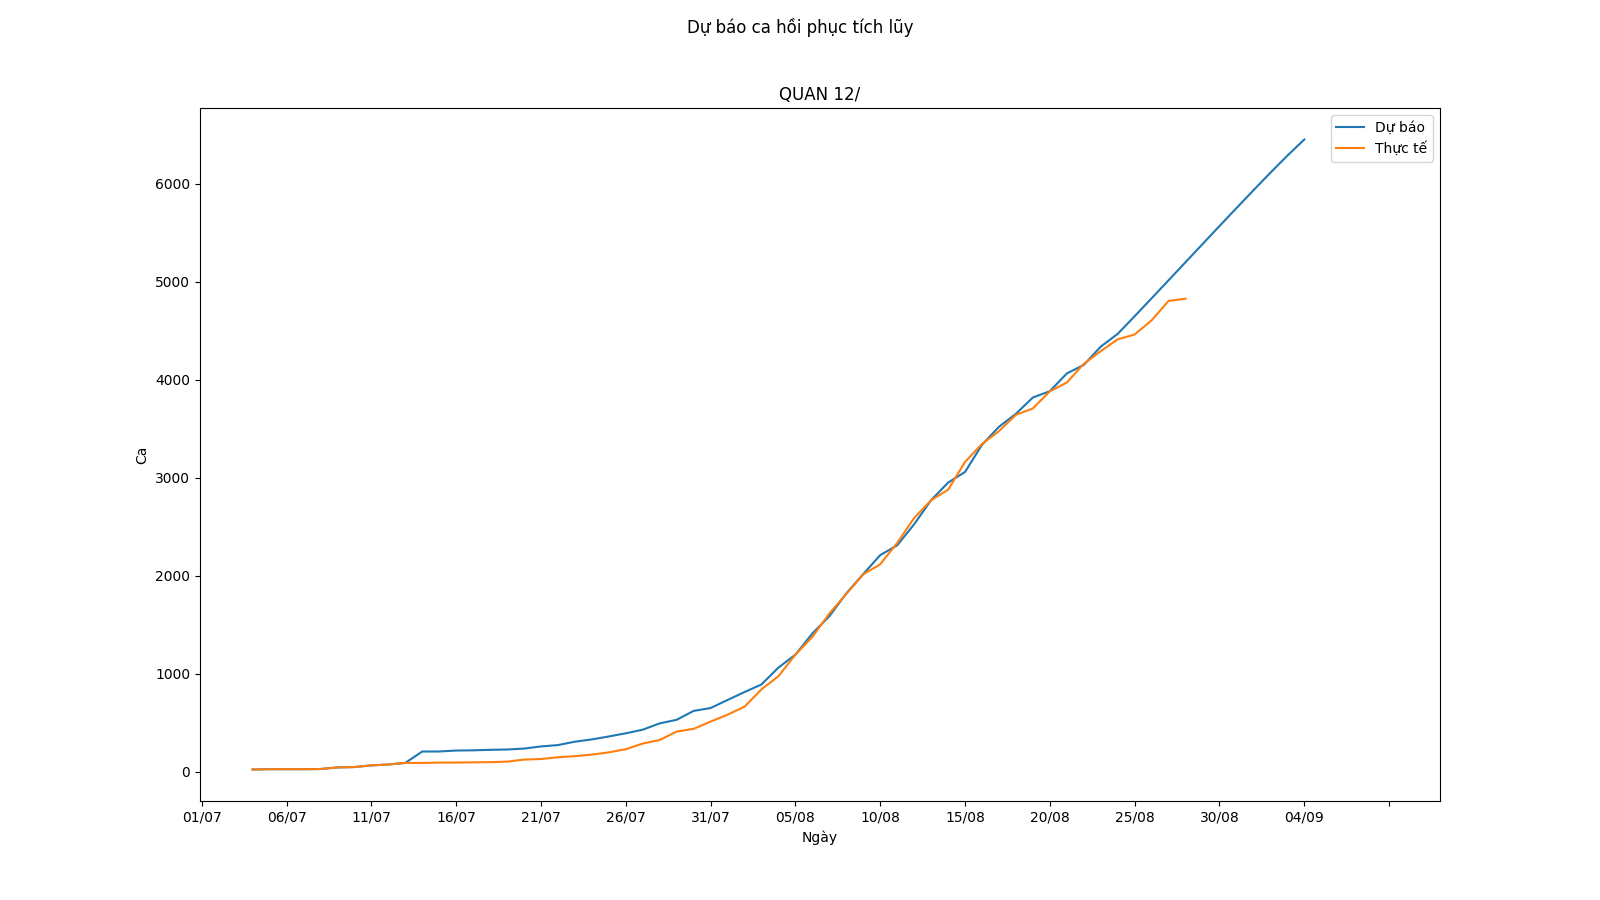 Dự báo ca hồi phục tích lũy
QUAN 12/
Dự báo
Thực tế
6000
5000
4000
3000
2000
1000
0
Ca
01/07 06/07 11/07 16/07 21/07 26/07 31/07 05/08 10/08 15/08 20/08 25/08 30/08 04/09
Ngày